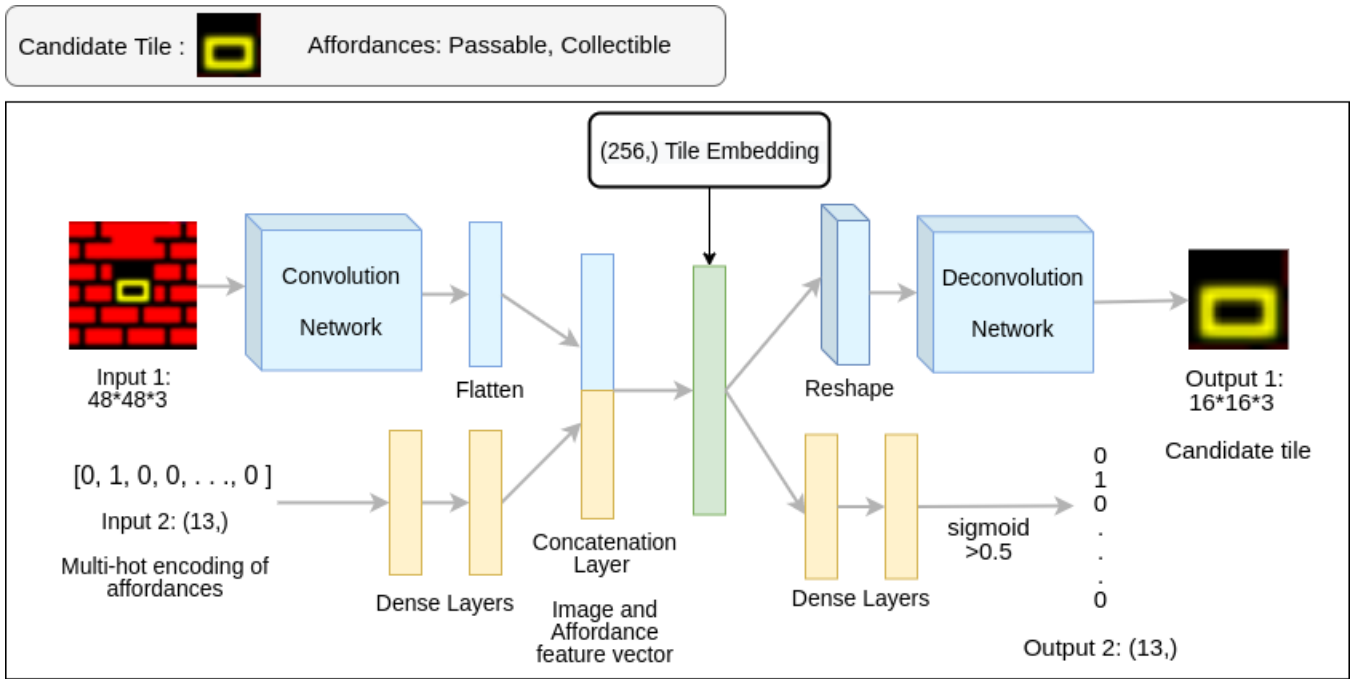 Candidate Tile :
Affordances: Passable, Collectible
(256,) Tile Embedding
Convolution
Network
Deconvolution
Network
Input 1:
48*48*3
Flatten
Reshape
Output 1:
16*16*3
Candidate tile
[0, 1, 0, 0, . . ., 0 ]
Input 2: (13,)
Multi-hot encoding of
affordances
Dense Layers
Concatenation
Layer
Image and
Affordance
feature vector
Dense Layers
sigmoid
>0.5
0
1
0
.
.
.
0
Output 2: (13,)